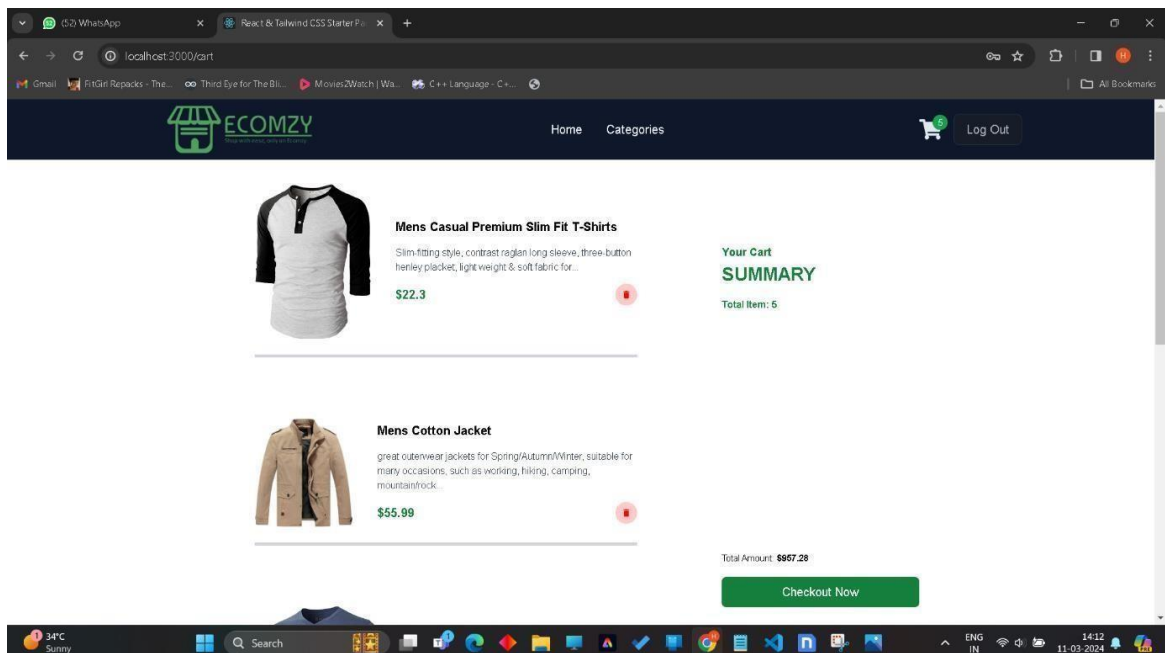 (52) WhatsApp
React & Tailwind CSS Starter Pa
localhost:3000/cart
Gmail
FitGirl Repacks - The...
Third Eye for The Bli...
Movies2Watch | Wa...
C++ Language - C+...
All Bookmarks
ECOMZY
Home
Categories
5
Log Out
Mens Casual Premium Slim Fit T-Shirts
Slim-fitting style, contrast raglan long sleeve, three-button
henley placket, light weight & soft fabric for...
$22.3
Your Cart
SUMMARY
Total Item: 5
Mens Cotton Jacket
great outerwear jackets for Spring/Autumn/Winter, suitable for
many occasions, such as working, hiking, camping,
mountain/rock...
$55.99
Total Amount: $957.28
Checkout Now
1
34°C
Sunny
Search
ENG
IN
14:12
11-03-2024